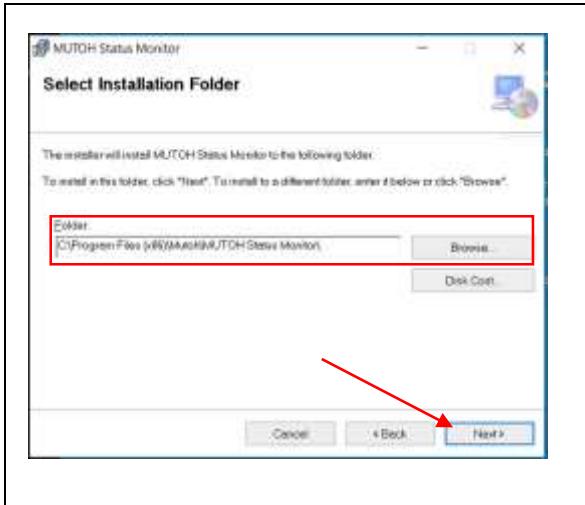 MUTOH Status Monitor
Select Installation Folder
The installer will install MUTOH Status Monitor to the following folder.
To install in this folder, click "Next". To install to a different folder, enter it below or click "Browse".
Folder:
C:\Program Files (x86)\Mutoh\MUTOH Status Monitor\
Browse...
Disk Cost...
Cancel
< Back
Next >